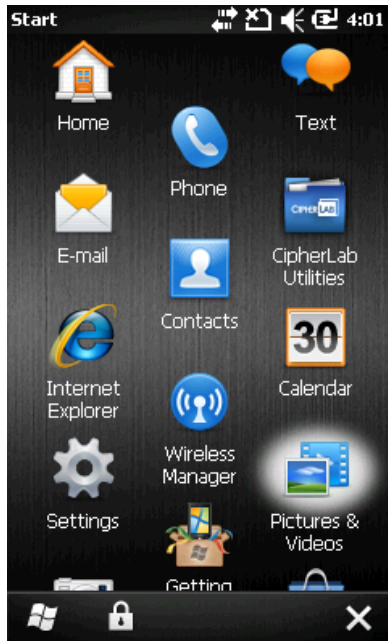 Start 4:01
Home
Text
Phone
E-mail
CIPHERLAB
CipherLab
Utilities
Contacts
30
Internet
Explorer
Calendar
Wireless
Manager
Settings
Pictures &
Videos
Getting